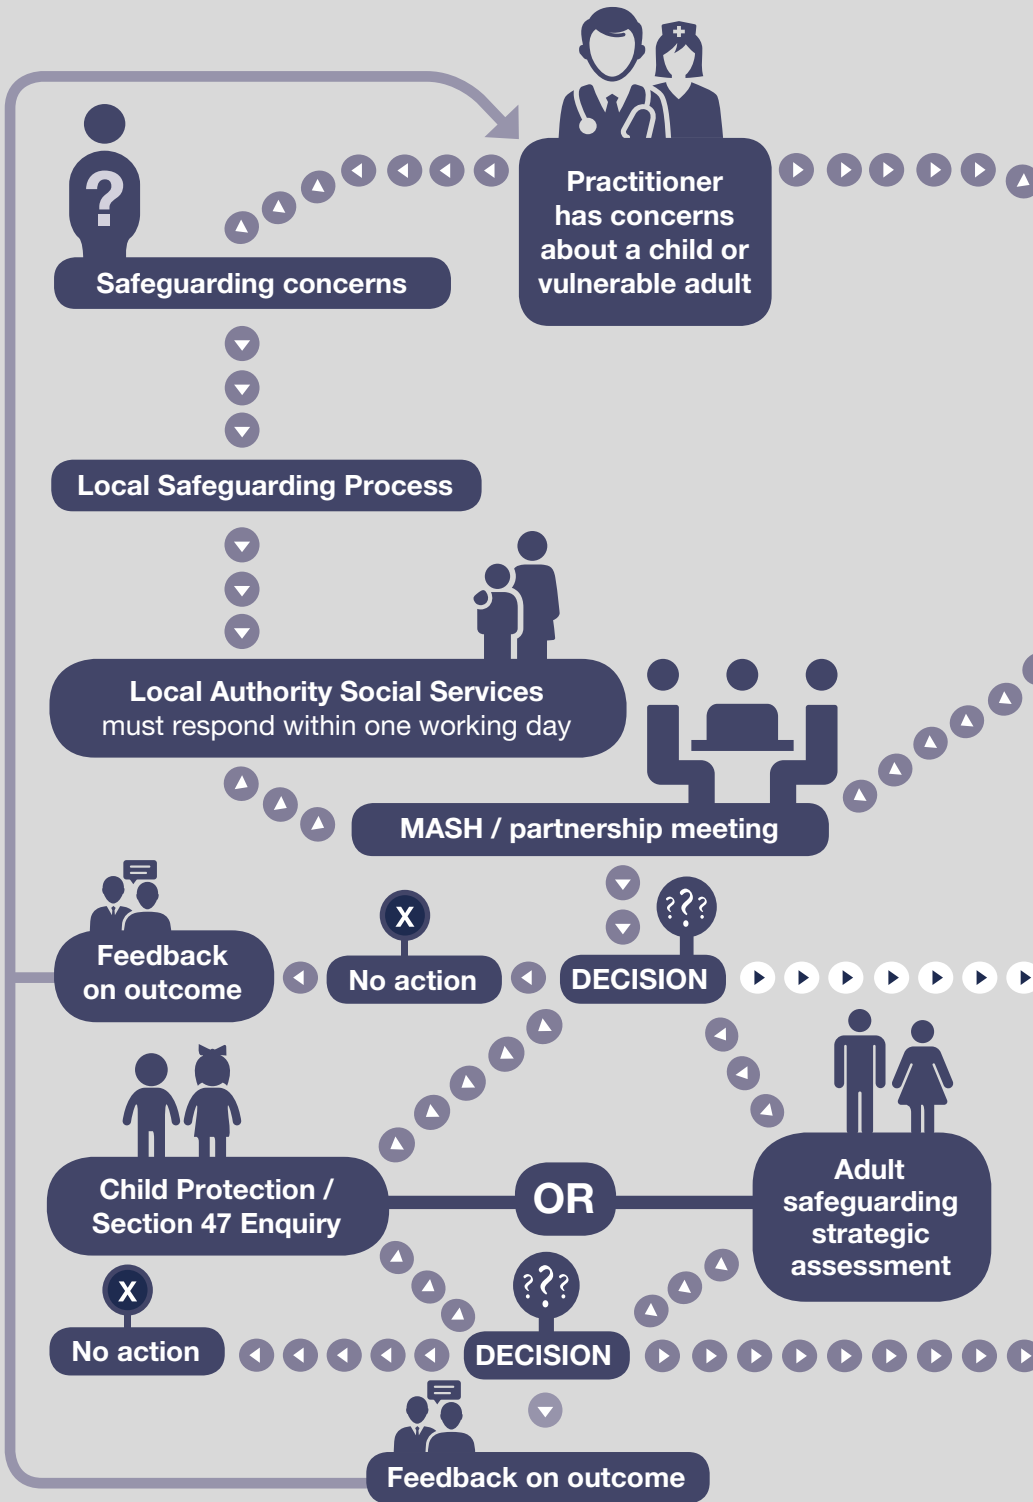 Practitioner
has concerns
about a child or
vulnerable adult
?
Safeguarding concerns
Local Safeguarding Process
Local Authority Social Services
must respond within one working day
MASH / partnership meeting
???
X
Feedback
on outcome
No action
DECISION
Child Protection /
Section 47 Enquiry
OR
Adult
safeguarding
strategic
assessment
???
X
No action
DECISION
Feedback on outcome